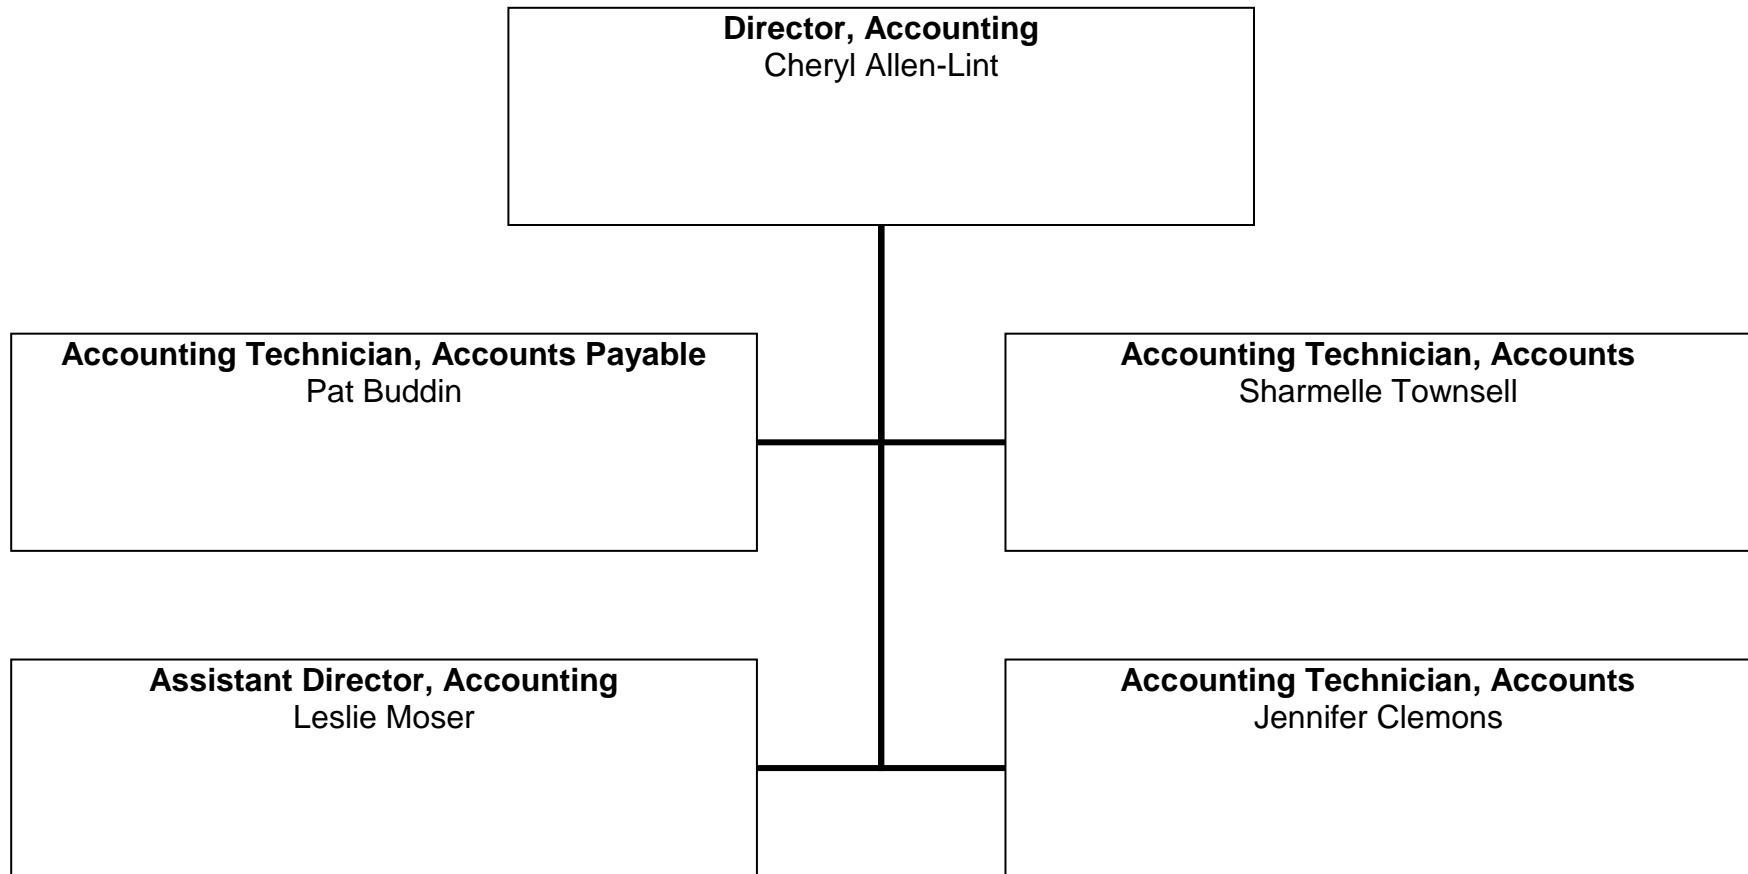 Director, Accounting
Cheryl Allen-Lint
Accounting Technician, Accounts Payable
Pat Buddin
Accounting Technician, Accounts
Sharmelle Townsell
Assistant Director, Accounting
Leslie Moser
Accounting Technician, Accounts
Jennifer Clemons